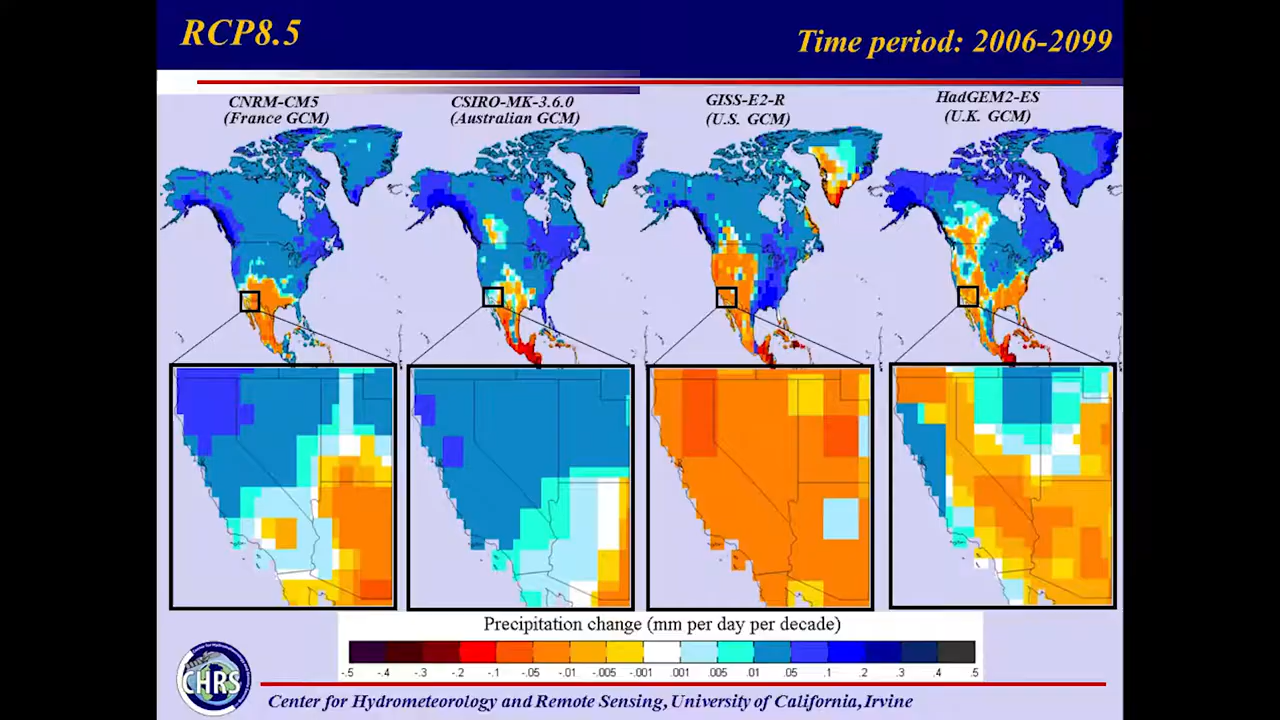 RCP8.5
Time period: 2006-2099
CNRM-CM5
(France GCM)
CSIRO-MK-3.6.0
(Australian GCM)
GISS-E2-R
(U.S. GCM)
HadGEM2-ES
(U.K. GCM)
Precipitation change (mm per day per decade)
-.5 -.4 -.3 -.2 -.1 -.05 -.01 -.005 -.001 .001 .005 .01 .05 .1 .2 .3 .4 .5
CHRS
Center for Hydrometeorology and Remote Sensing, University of California, Irvine